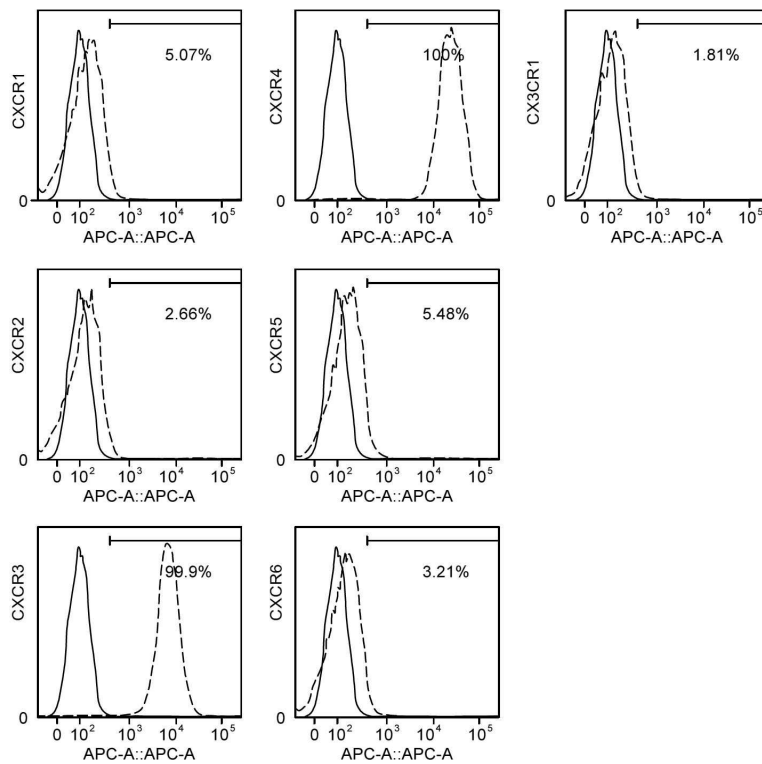 CXCR1
5.07%
0
0 10² 10³ 10⁴ 10⁵
APC-A::APC-A
CXCR4
100%
0
0 10² 10³ 10⁴ 10⁵
APC-A::APC-A
CX3CR1
1.81%
0
0 10² 10³ 10⁴ 10⁵
APC-A::APC-A
CXCR2
2.66%
0
0 10² 10³ 10⁴ 10⁵
APC-A::APC-A
CXCR5
5.48%
0
0 10² 10³ 10⁴ 10⁵
APC-A::APC-A
CXCR3
99.9%
0
0 10² 10³ 10⁴ 10⁵
APC-A::APC-A
CXCR6
3.21%
0
0 10² 10³ 10⁴ 10⁵
APC-A::APC-A